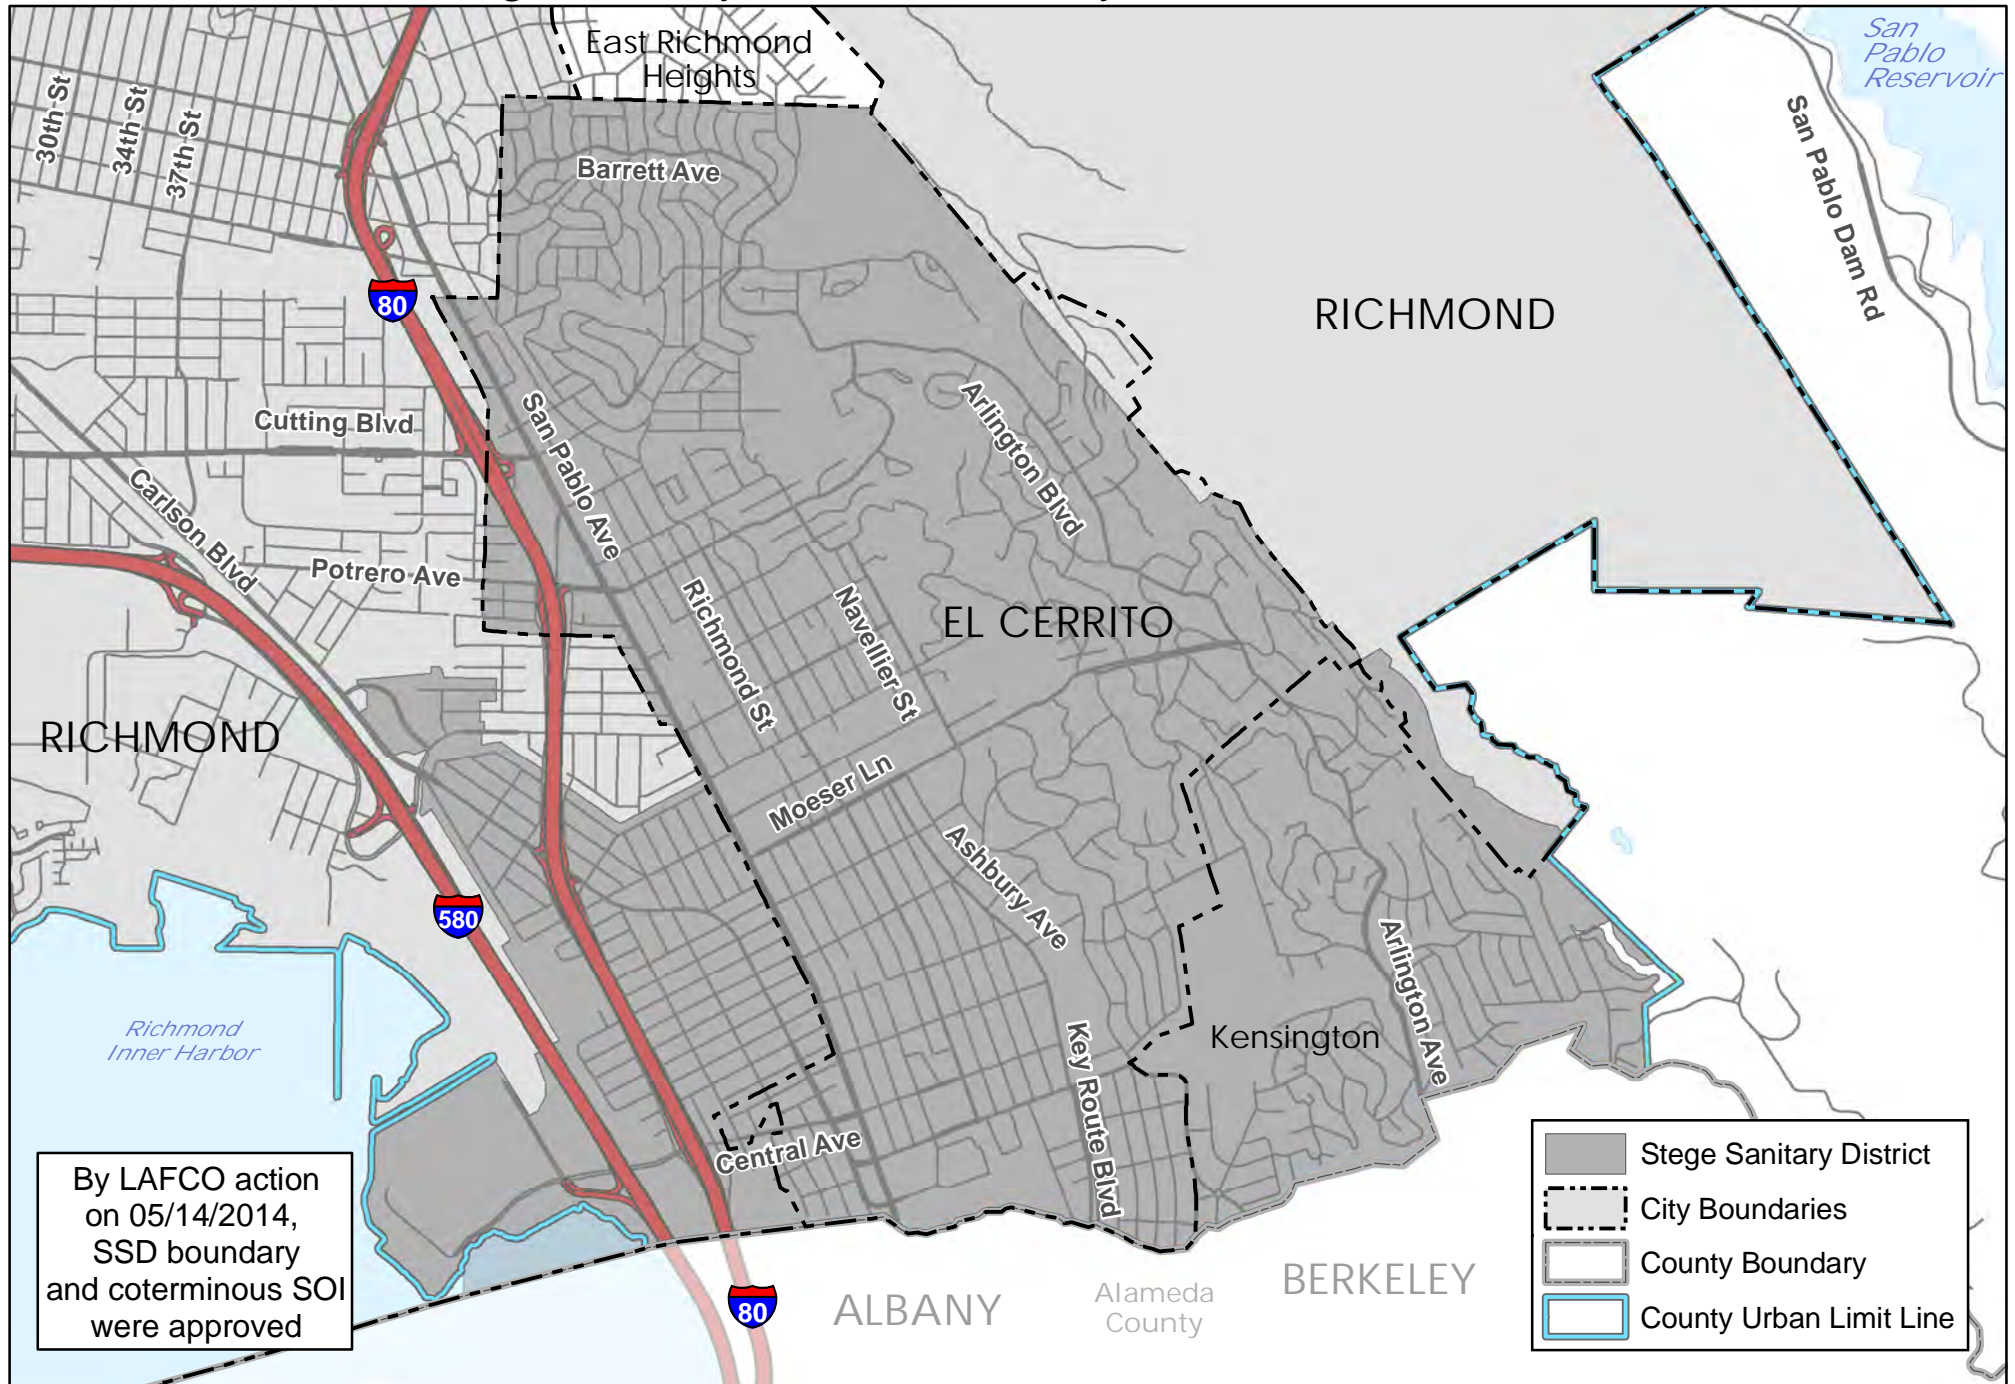 East Richmond
Heights
San
Pablo
Reservoir
30th St
34th St
37th St
Barrett Ave
San Pablo Dam Rd
80
RICHMOND
Cutting Blvd
San Pablo Ave
Arlington Blvd
Carlson Blvd
Potrero Ave
Richmond St
Navellier St
EL CERRITO
RICHMOND
Moeser Ln
Ashbury Ave
580
Arlington Ave
Richmond
Inner Harbor
Key Route Blvd
Kensington
Central Ave
By LAFCO action
on 05/14/2014,
SSD boundary
and coterminous SOI
were approved
80
ALBANY
Alameda
County
BERKELEY
Stege Sanitary District
City Boundaries
County Boundary
County Urban Limit Line